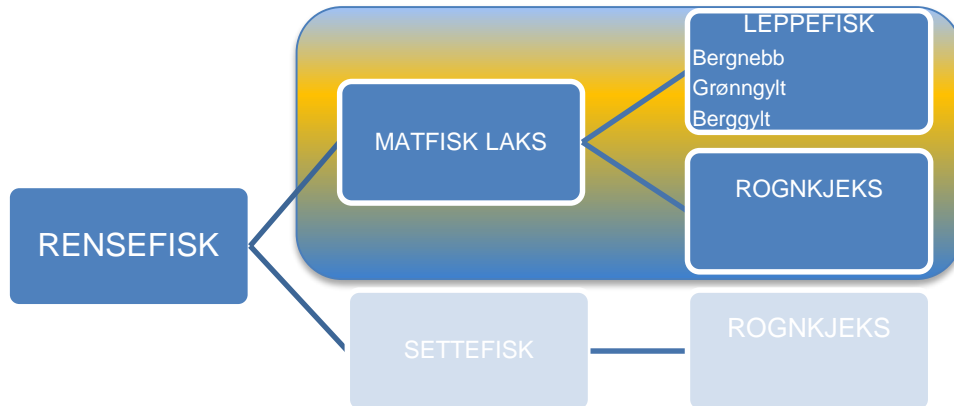 LEPPEFISK
Bergnebb
Grønngylt
Berggylt
MATFISK LAKS
ROGNKJEKS
RENSEFISK
SETTEFISK
ROGNKJEKS